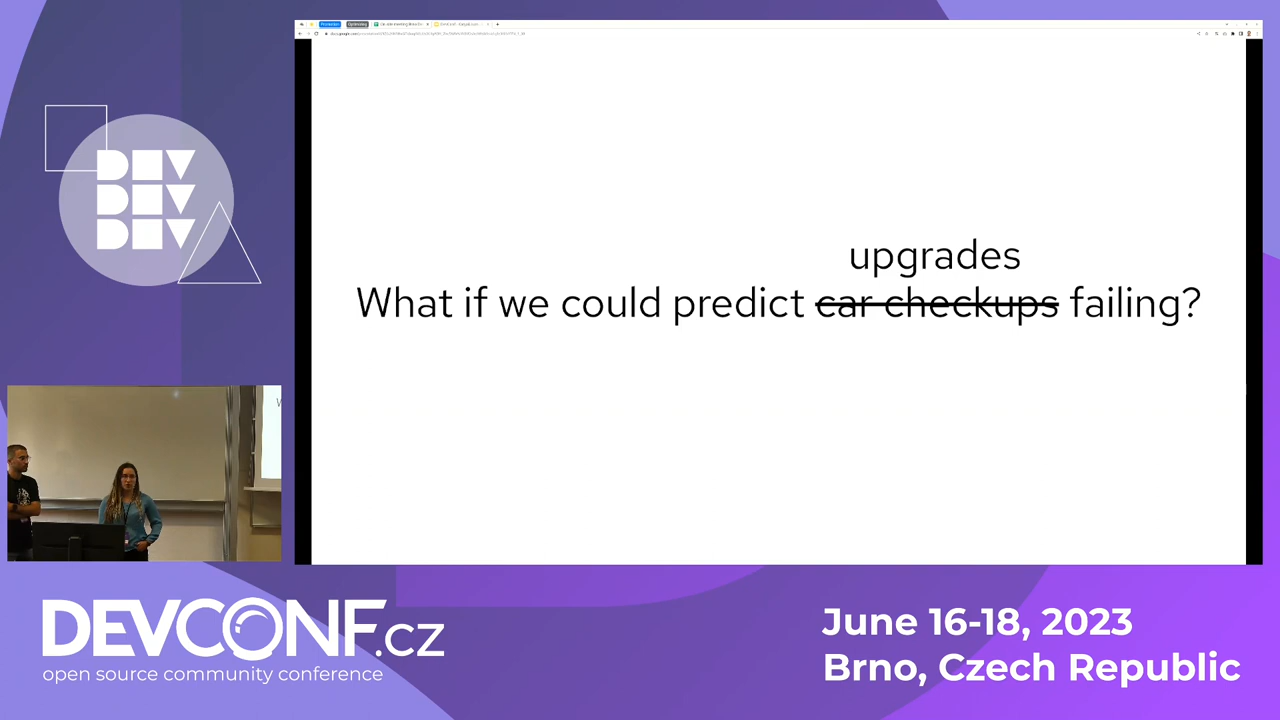 DEV
DEV
DEV
upgrades
What if we could predict car checkups failing?
DEVCONF.cz
open source community conference
June 16-18, 2023
Brno, Czech Republic